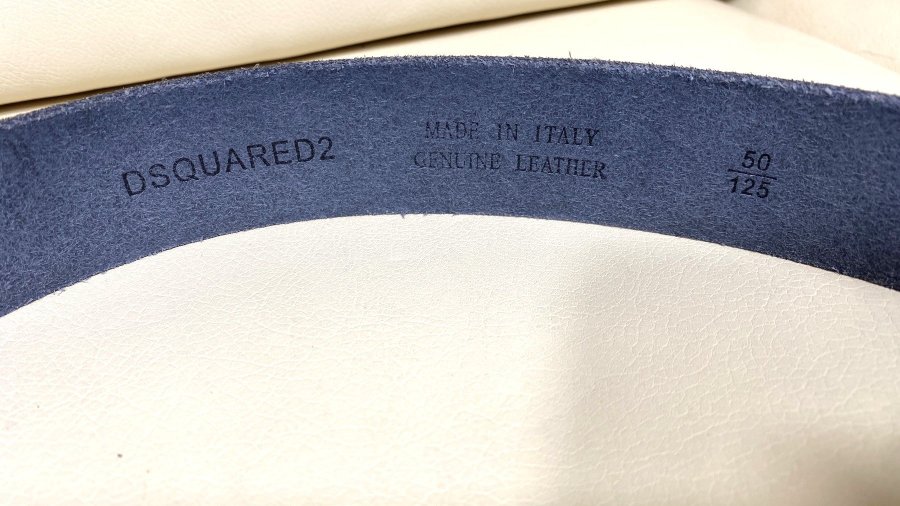 DSQUARED2
MADE IN ITALY
GENUINE LEATHER
50
125